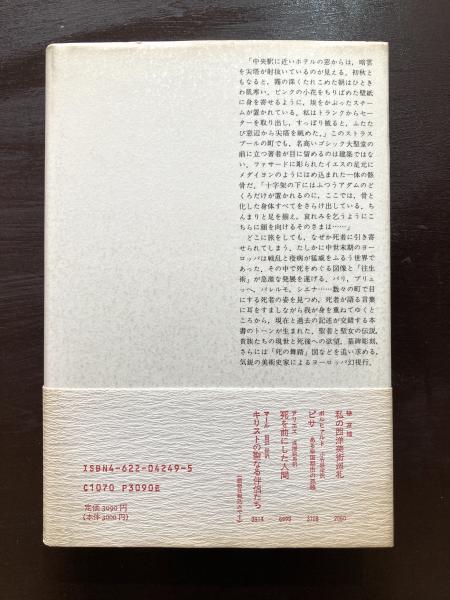 「中央駅に近いホテルの窓からは、暗雲
を尖塔が射抜いているのが見える。初秋と
もなると、霧の深くたれこめた朝はひとき
わ肌寒い。ピンクの小花をちりばめた壁紙
に身を寄せるように、埃をかぶったスチー
ムが置かれている。私はトランクからセー
ターを取り出し、すっぽり被ると、ふたた
び窓辺から尖塔を眺めた。」このストラス
ブールの町でも、名高いゴシック大聖堂の
前に立つ著者が目に留めるのは建築ではな
い。ファサードに彫られたイエスの足元に
メダイヨンのようにはめ込まれた一体の骸
骨だ。「十字架の下にはふつうアダムのど
くろだけが置かれるのに、ここでは、骨と
化した身体すべてをさらけ出している。ち
んまりと足を揃え、哀れみを乞うようにこ
ちらに顔を向けるそのさまは……」
どこに旅をしても、なぜか死者に引き寄
せられてしまう。たしかに中世末期のヨー
ロッパは戦乱と疫病が猛威をふるう世界で
あった。その中で死をめぐる図像と「往生
術」が急激な発展を遂げる。パリ、ブリュ
ッヘ、パレルモ、シエナ……数々の町で目
にする死者の姿を見つめ、死者が語る言葉
に耳をすましながら我が身を重ねてゆくと
ころから、現在と過去の記述が交錯する本
書のトーンが生まれた。聖者と聖女の伝説、
貴族たちの現世と死後への欲望、墓碑彫刻、
さらには「死の舞踏」図などを追い求める、
気鋭の美術史家によるヨーロッパ幻視行。
私の西洋美術巡礼
2060
ピサ
死を前にした人間
アリエス
マール
キリストの聖なる伴侶たち
ISBN4-622-04249-5
C1070 P3090E
定価 3090円
(本体 3000円)